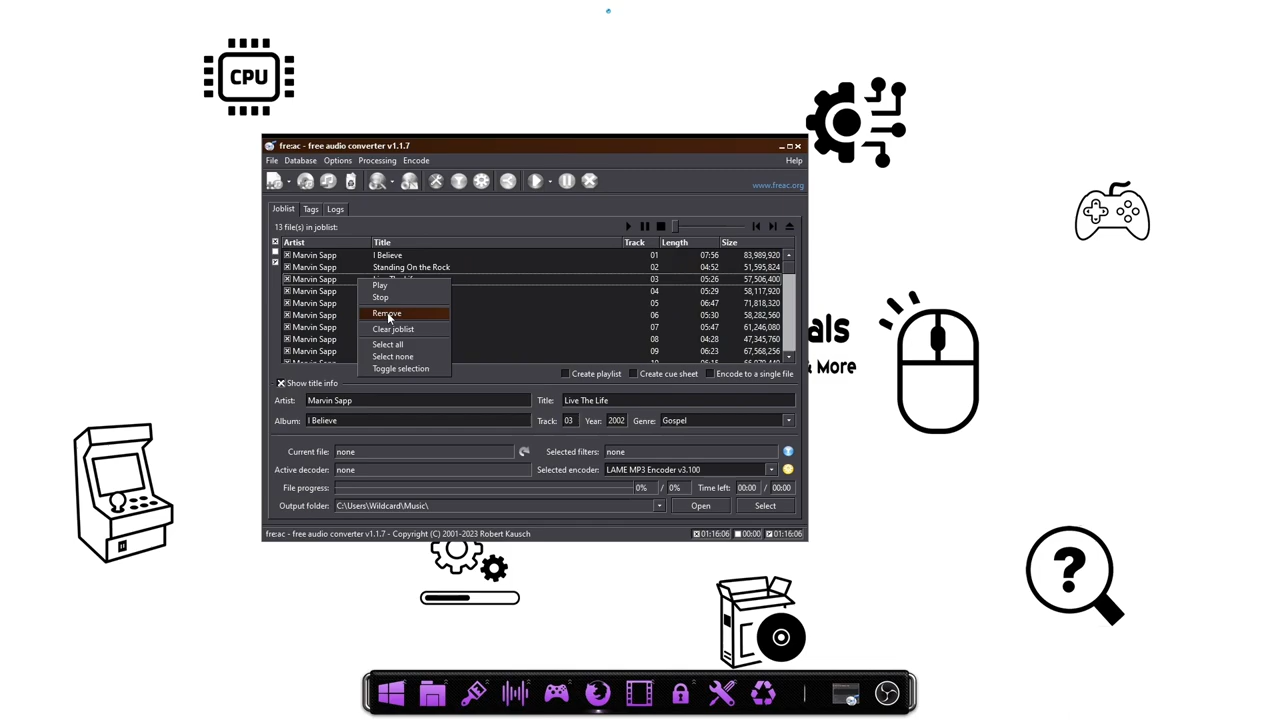 CPU
fre:ac - free audio converter v1.1.7
File Database Options Processing Encode Help
www.freac.org
Joblist Tags Logs
13 file(s) in joblist:
Artist Title Track Length Size
Marvin Sapp I Believe 01 07:56 83,989,920
Marvin Sapp Standing On the Rock 02 04:52 51,595,824
Marvin Sapp Live The Life 03 05:26 57,506,400
Marvin Sapp 04 05:29 58,117,920
Marvin Sapp 05 06:47 71,818,320
Marvin Sapp 06 05:30 58,282,560
Marvin Sapp 07 05:47 61,246,080
Marvin Sapp 08 04:28 47,345,760
Marvin Sapp 09 06:23 67,568,256
Play
Stop
Remove
Clear joblist
Select all
Select none
Toggle selection
Create playlist Create cue sheet Encode to a single file
Show title info
Artist: Marvin Sapp Title: Live The Life
Album: I Believe Track: 03 Year: 2002 Genre: Gospel
Current file: none Selected filters: none
Active decoder: none Selected encoder: LAME MP3 Encoder v3.100
File progress: 0% / 0% Time left: 00:00 / 00:00
Output folder: C:\Users\Wildcard\Music\ Open Select
fre:ac - free audio converter v1.1.7 - Copyright (C) 2001-2023 Robert Kausch 01:16:06 00:00 01:16:06
als
& More
?